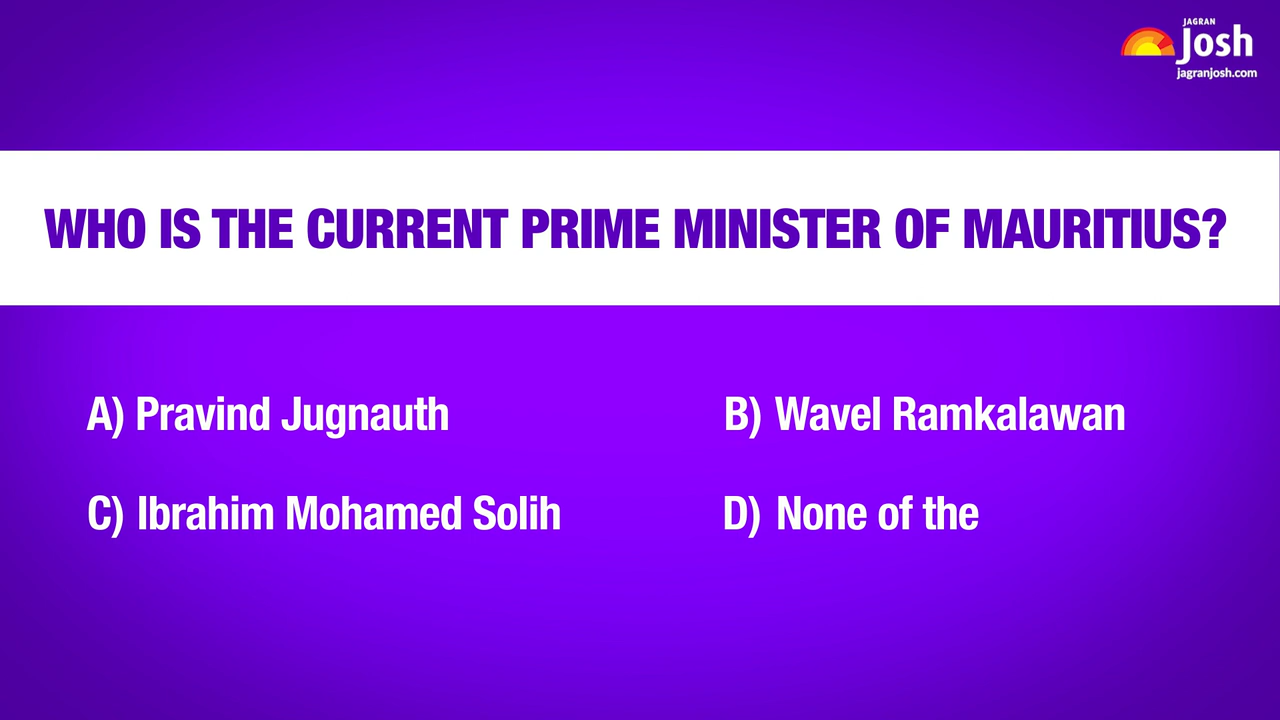 JAGRAN
Josh
jagranjosh.com
WHO IS THE CURRENT PRIME MINISTER OF MAURITIUS?
A) Pravind Jugnauth
B) Wavel Ramkalawan
C) Ibrahim Mohamed Solih
D) None of the